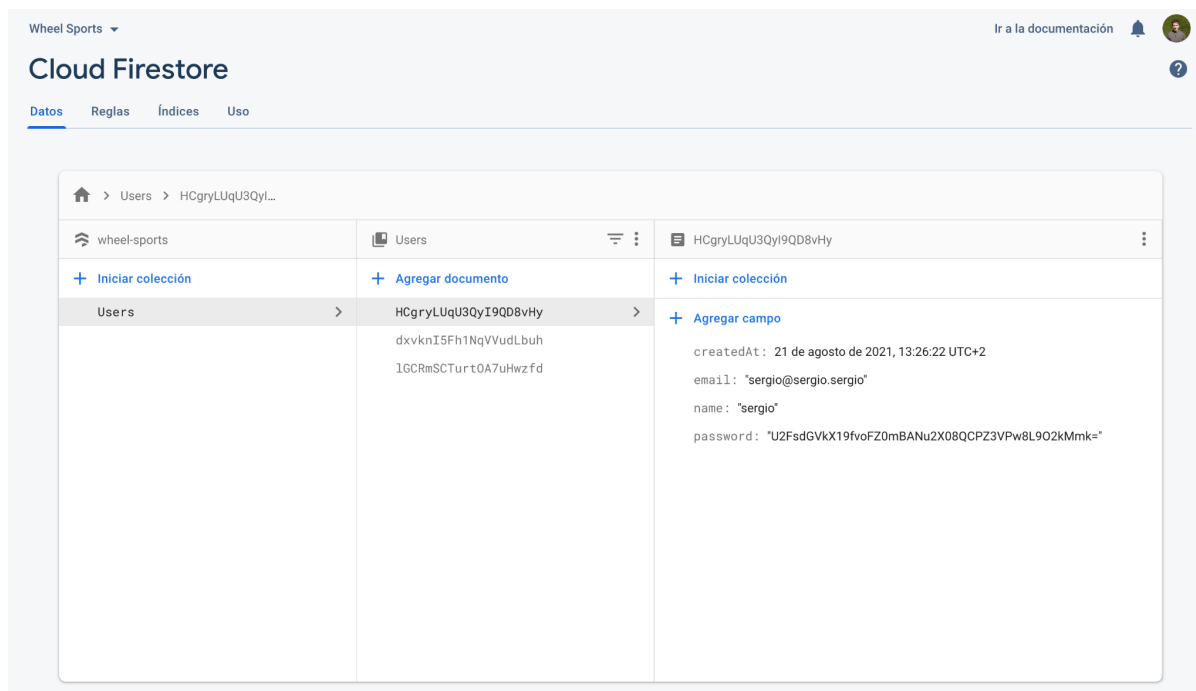 Wheel Sports
Ir a la documentación
Cloud Firestore
Datos Reglas Índices Uso
Users HCgryLUqU3QyI...
wheel-sports
Iniciar colección
Users
Users
Agregar documento
HCgryLUqU3QyI9QD8vHy
dxvknI5Fh1NqVVudLbuh
lGCRmSCTurtOA7uHwzfd
HCgryLUqU3QyI9QD8vHy
Iniciar colección
Agregar campo
createdAt: 21 de agosto de 2021, 13:26:22 UTC+2
email: "sergio@sergio.sergio"
name: "sergio"
password: "U2FsdGVkX19fvoFZ0mBANu2X08QCPZ3VPw8L9O2kMmk="